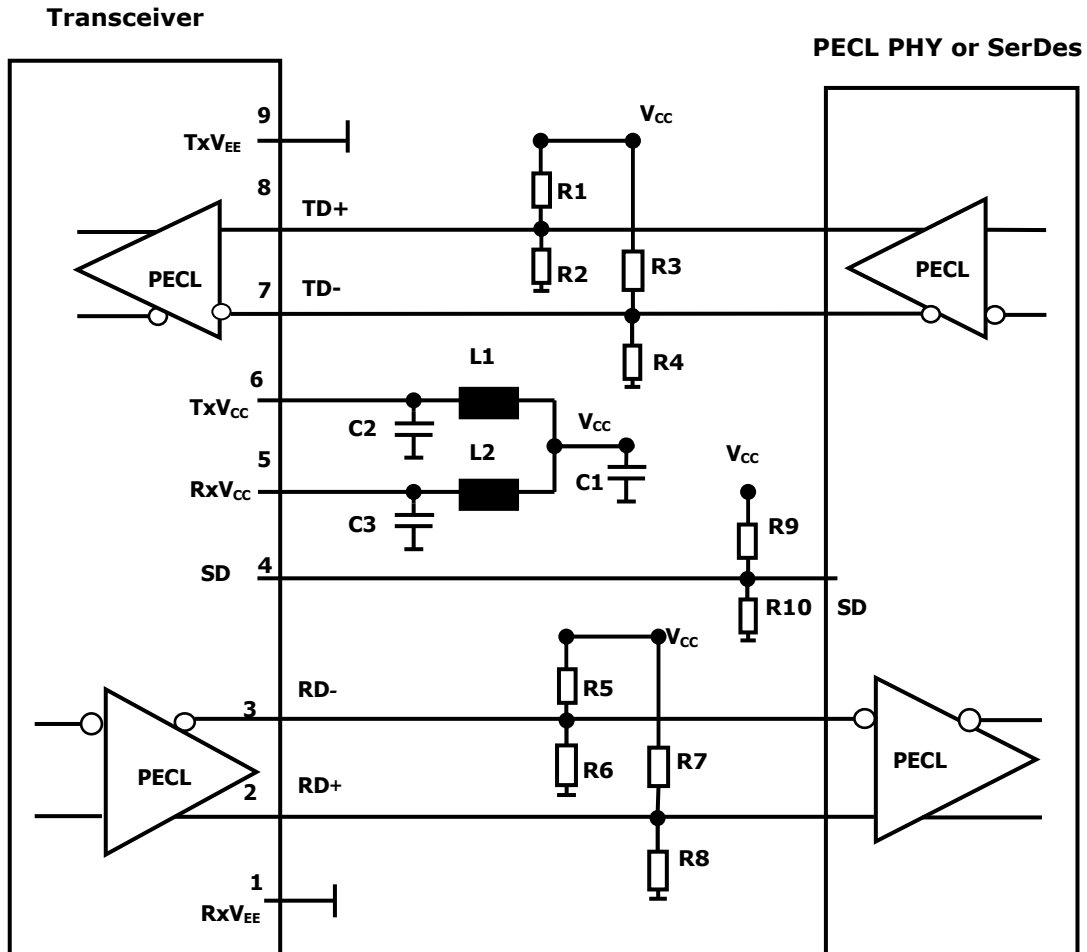 Transceiver
PECL PHY or SerDes
9
TxVEE
VCC
8
TD+
R1
PECL
R2
R3
PECL
7
TD-
R4
L1
6
TxVCC
C2
VCC
L2
5
RxVCC
C1
C3
VCC
R9
SD
4
R10
SD
VCC
RD-
R5
3
PECL
R6
R7
PECL
2
RD+
R8
1
RxVEE